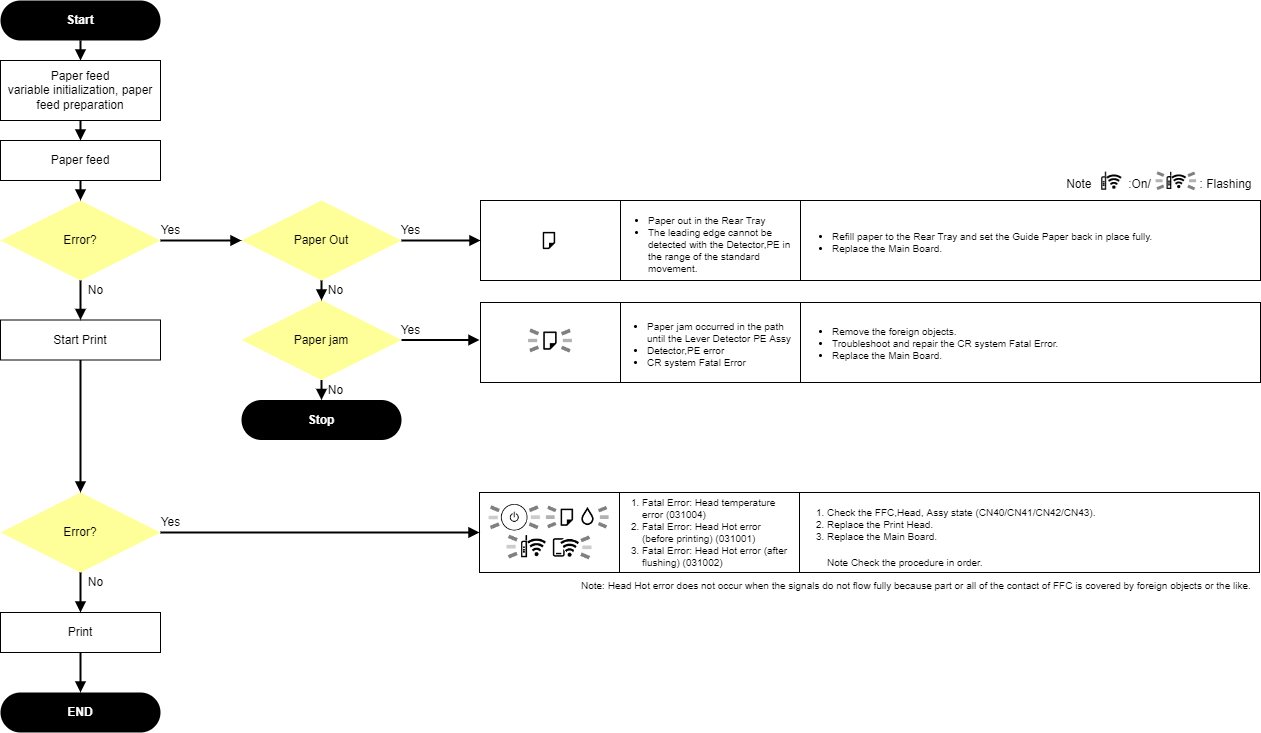 Start
Paper feed
variable initialization, paper
feed preparation
Paper feed
Note :On/ : Flashing
Error?
Yes
Paper Out
Yes
• Paper out in the Rear Tray
• The leading edge cannot be
detected with the Detector,PE in
the range of the standard
movement.
• Refill paper to the Rear Tray and set the Guide Paper back in place fully.
• Replace the Main Board.
No
No
Start Print
Paper jam
Yes
• Paper jam occurred in the path
until the Lever Detector PE Assy
• Detector,PE error
• CR system Fatal Error
• Remove the foreign objects.
• Troubleshoot and repair the CR system Fatal Error.
• Replace the Main Board.
No
Stop
Error?
Yes
1. Fatal Error: Head temperature
error (031004)
2. Fatal Error: Head Hot error
(before printing) (031001)
3. Fatal Error: Head Hot error (after
flushing) (031002)
1. Check the FFC,Head, Assy state (CN40/CN41/CN42/CN43).
2. Replace the Print Head.
3. Replace the Main Board.
Note Check the procedure in order.
No
Note: Head Hot error does not occur when the signals do not flow fully because part or all of the contact of FFC is covered by foreign objects or the like.
Print
END